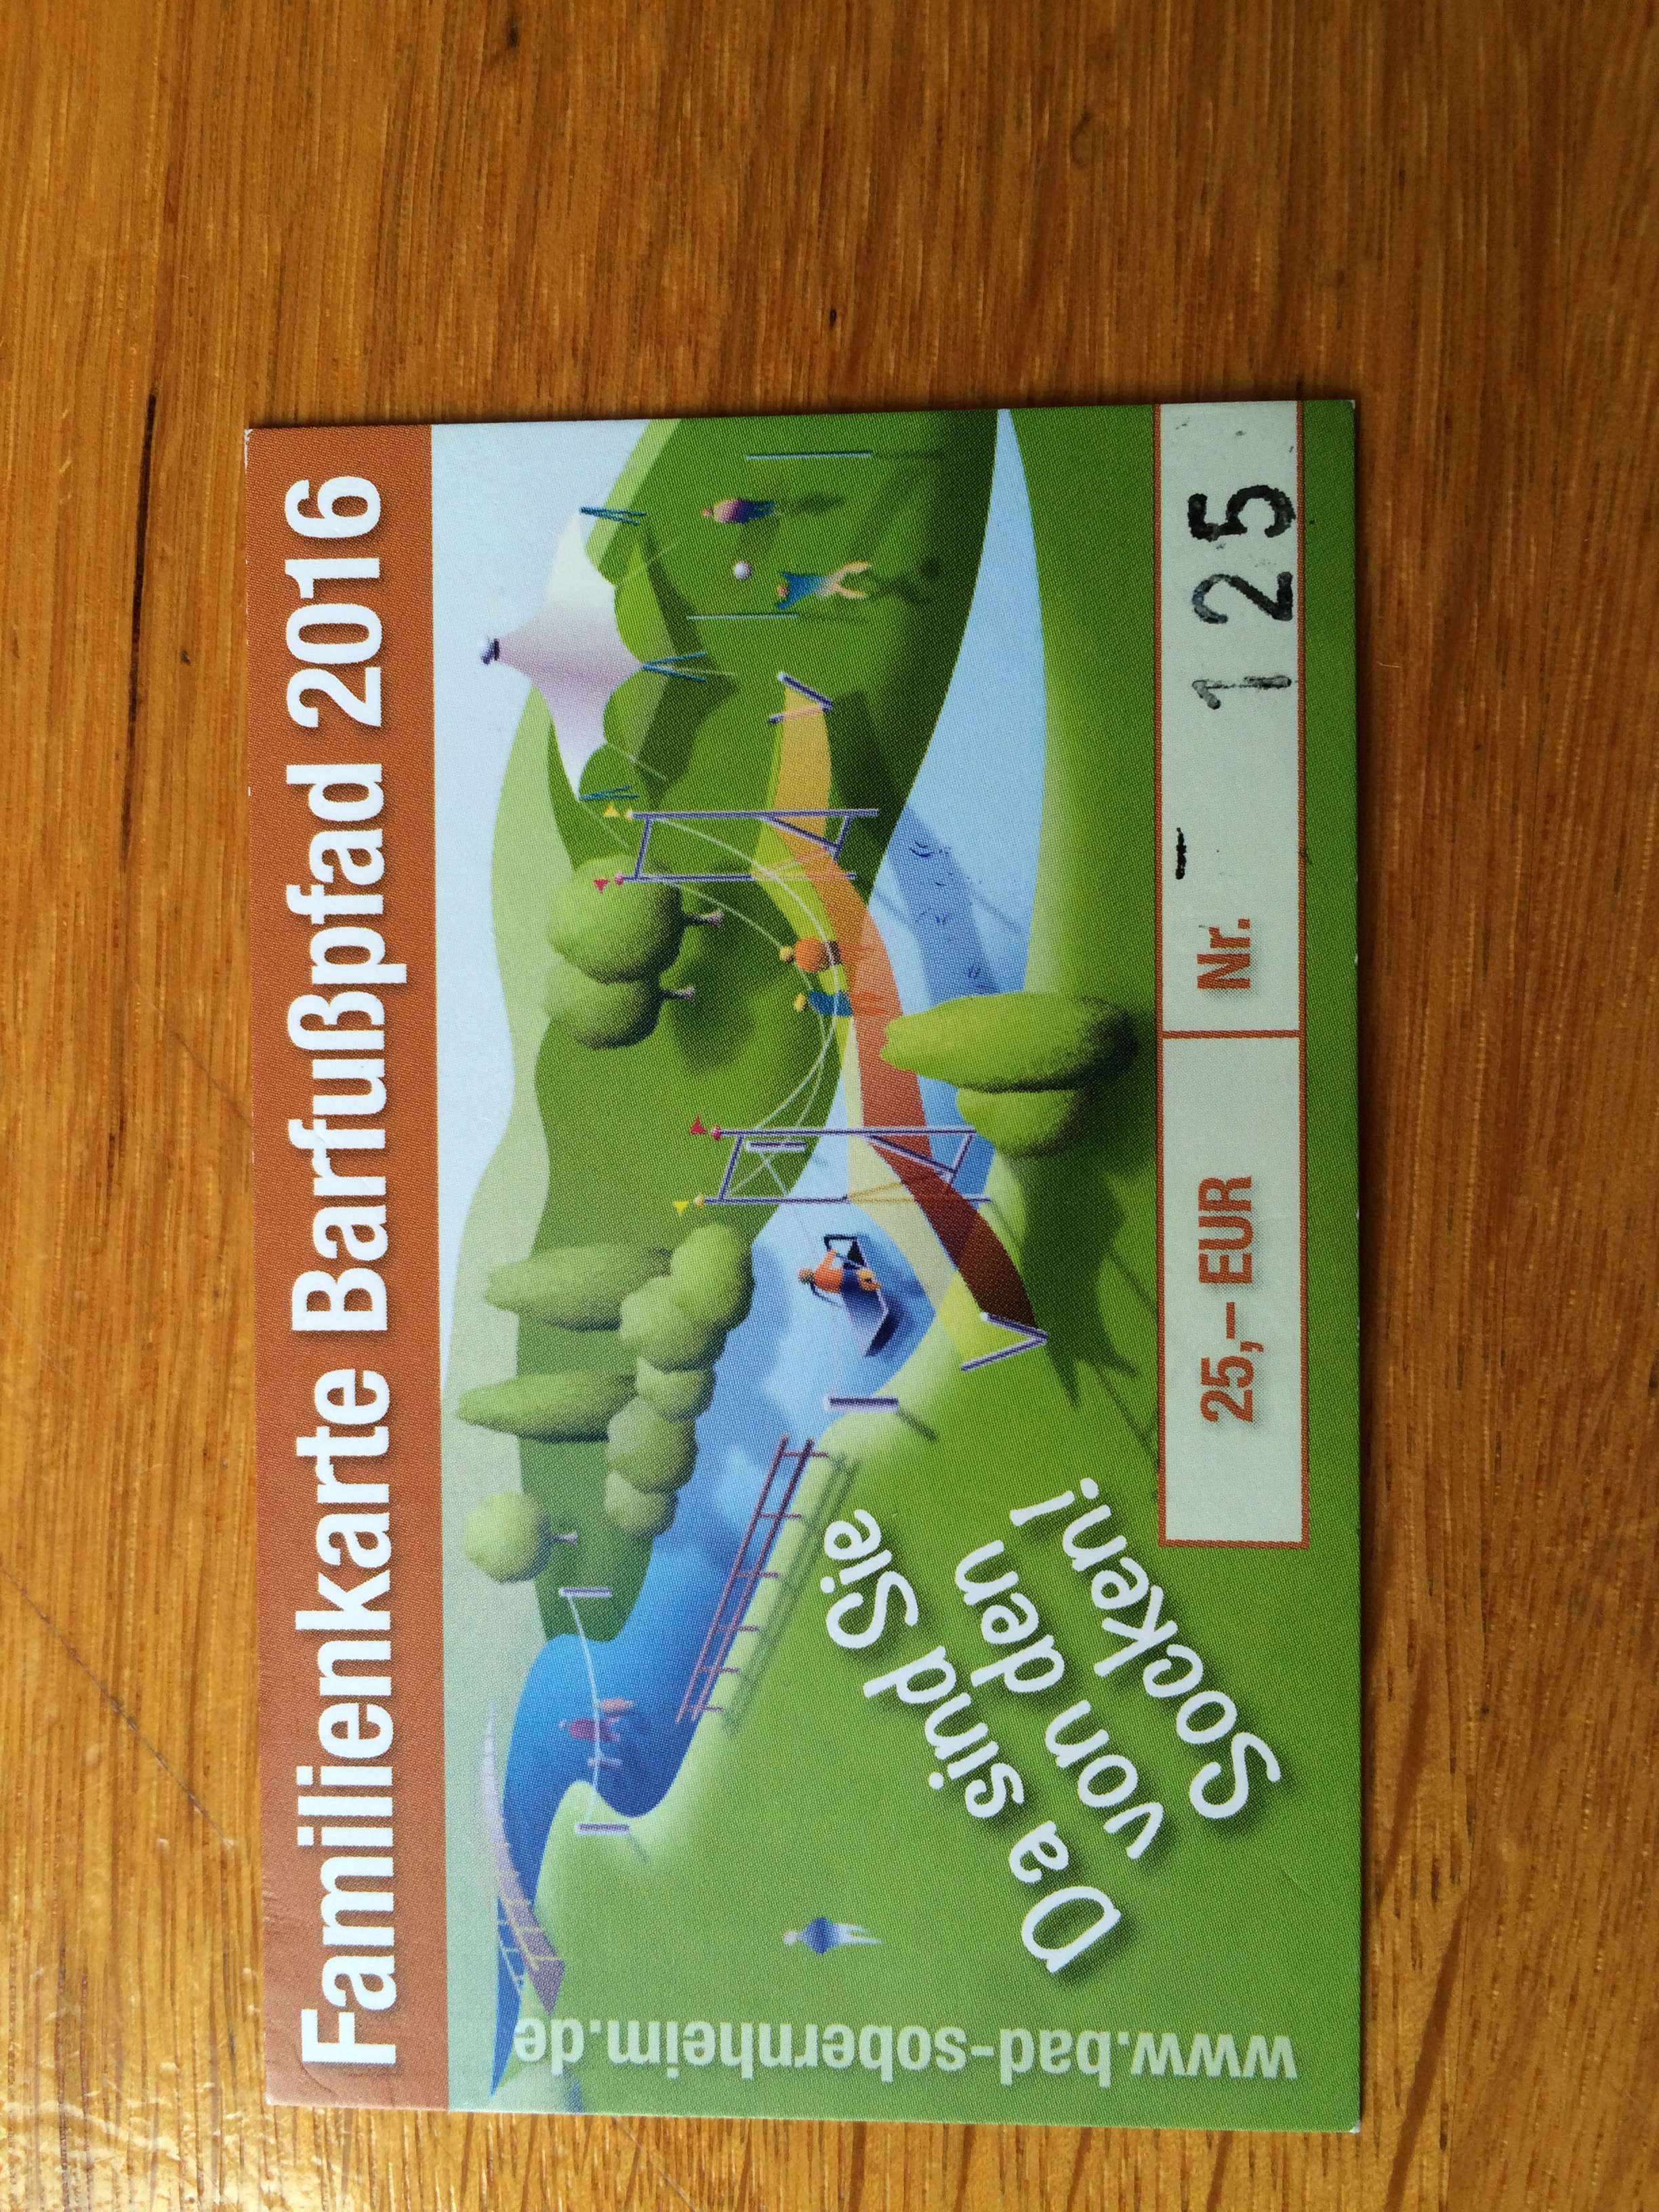 Familienkarte Barfußpfad 2016
www.bad-sobernheim.de
Da sind Sie
von den
Socken!
25,– EUR
Nr. 125